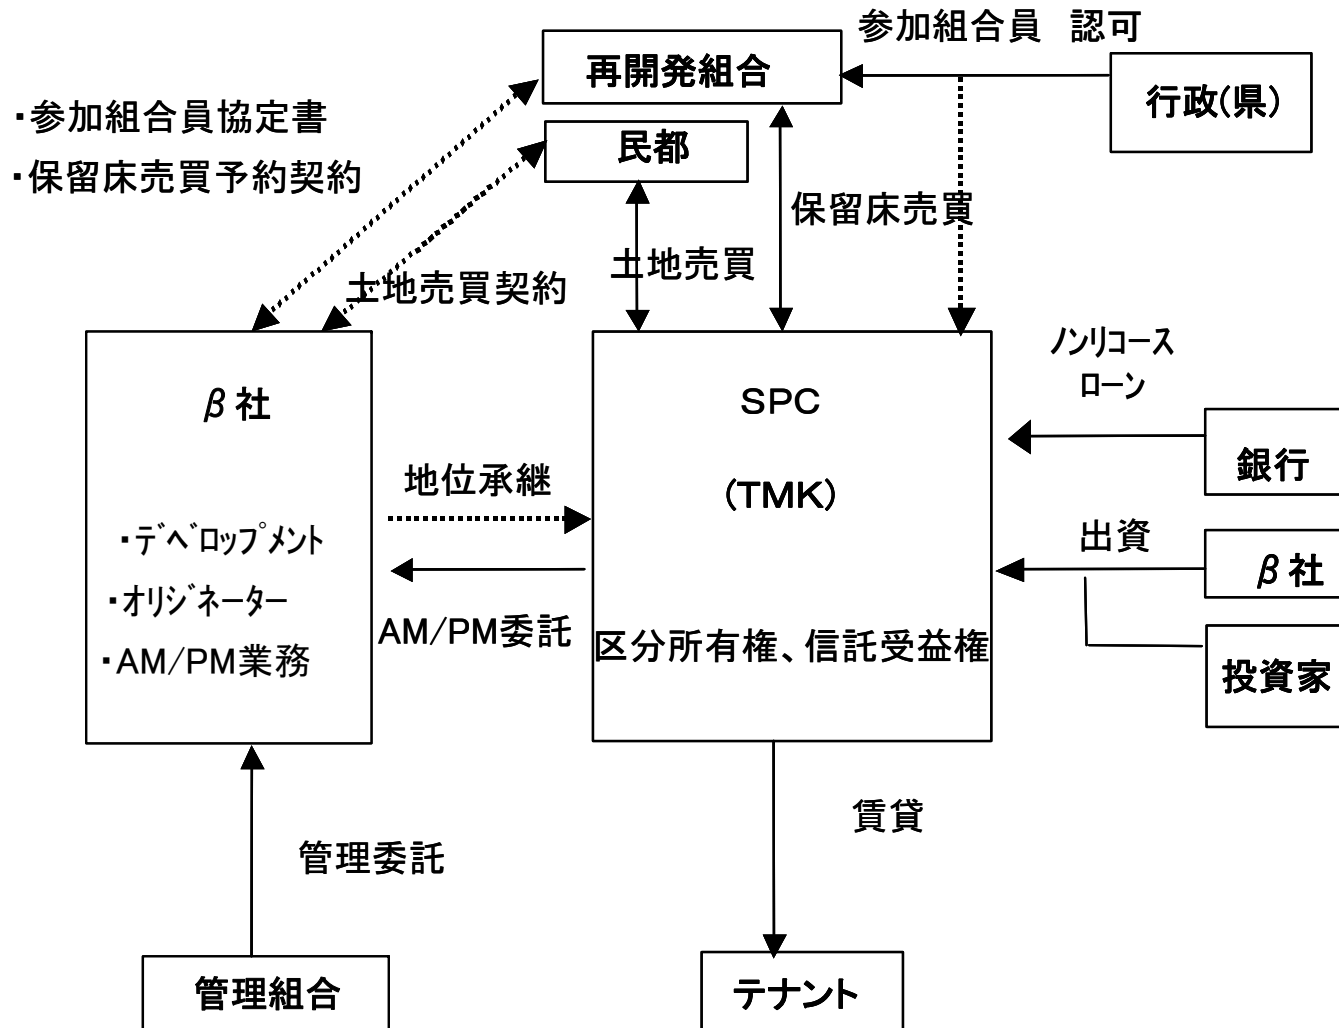 参加組合員　認可
再開発組合
行政(県)
・参加組合員協定書
・保留床売買予約契約
民都
保留床売買
土地売買
土地売買契約
β社
・ﾃﾞﾍﾞﾛｯﾌﾟﾒﾝﾄ
・ｵﾘｼﾞﾈｰﾀｰ
・AM/PM業務
地位承継
AM/PM委託
SPC
(TMK)
区分所有権、信託受益権
ﾉﾝﾘｺｰｽ
ﾛｰﾝ
銀行
出資
β社
投資家
管理委託
賃貸
管理組合
テナント